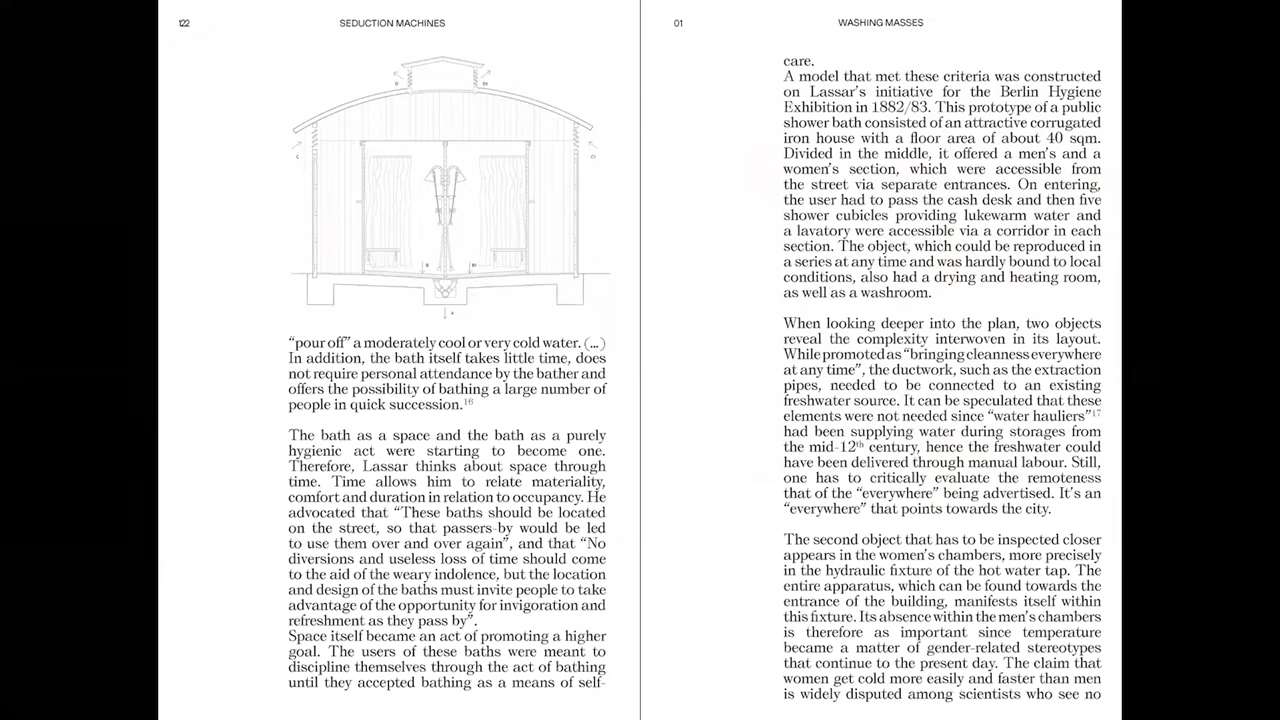 122
SEDUCTION MACHINES
“pour off” a moderately cool or very cold water. (...)
In addition, the bath itself takes little time, does
not require personal attendance by the bather and
offers the possibility of bathing a large number of
people in quick succession.¹⁶
The bath as a space and the bath as a purely
hygienic act were starting to become one.
Therefore, Lassar thinks about space through
time. Time allows him to relate materiality,
comfort and duration in relation to occupancy. He
advocated that “These baths should be located
on the street, so that passers-by would be led
to use them over and over again”, and that “No
diversions and useless loss of time should come
to the aid of the weary indolence, but the location
and design of the baths must invite people to take
advantage of the opportunity for invigoration and
refreshment as they pass by”.
Space itself became an act of promoting a higher
goal. The users of these baths were meant to
discipline themselves through the act of bathing
until they accepted bathing as a means of self-
01
WASHING MASSES
care.
A model that met these criteria was constructed
on Lassar’s initiative for the Berlin Hygiene
Exhibition in 1882/83. This prototype of a public
shower bath consisted of an attractive corrugated
iron house with a floor area of about 40 sqm.
Divided in the middle, it offered a men’s and a
women’s section, which were accessible from
the street via separate entrances. On entering,
the user had to pass the cash desk and then five
shower cubicles providing lukewarm water and
a lavatory were accessible via a corridor in each
section. The object, which could be reproduced in
a series at any time and was hardly bound to local
conditions, also had a drying and heating room,
as well as a washroom.
When looking deeper into the plan, two objects
reveal the complexity interwoven in its layout.
While promoted as “bringing cleanness everywhere
at any time”, the ductwork, such as the extraction
pipes, needed to be connected to an existing
freshwater source. It can be speculated that these
elements were not needed since “water hauliers”¹⁷
had been supplying water during storages from
the mid-12th century, hence the freshwater could
have been delivered through manual labour. Still,
one has to critically evaluate the remoteness
that of the “everywhere” being advertised. It’s an
“everywhere” that points towards the city.
The second object that has to be inspected closer
appears in the women’s chambers, more precisely
in the hydraulic fixture of the hot water tap. The
entire apparatus, which can be found towards the
entrance of the building, manifests itself within
this fixture. Its absence within the men’s chambers
is therefore as important since temperature
became a matter of gender-related stereotypes
that continue to the present day. The claim that
women get cold more easily and faster than men
is widely disputed among scientists who see no